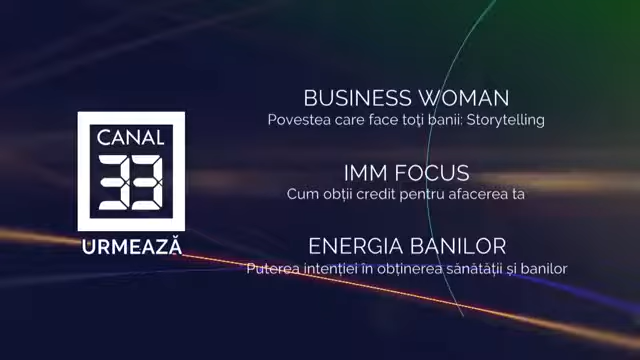 CANAL
33
URMEAZĂ
BUSINESS WOMAN
Povestea care face toți banii: Storytelling
IMM FOCUS
Cum obții credit pentru afacerea ta
ENERGIA BANILOR
Puterea intenției în obținerea sănătății și banilor